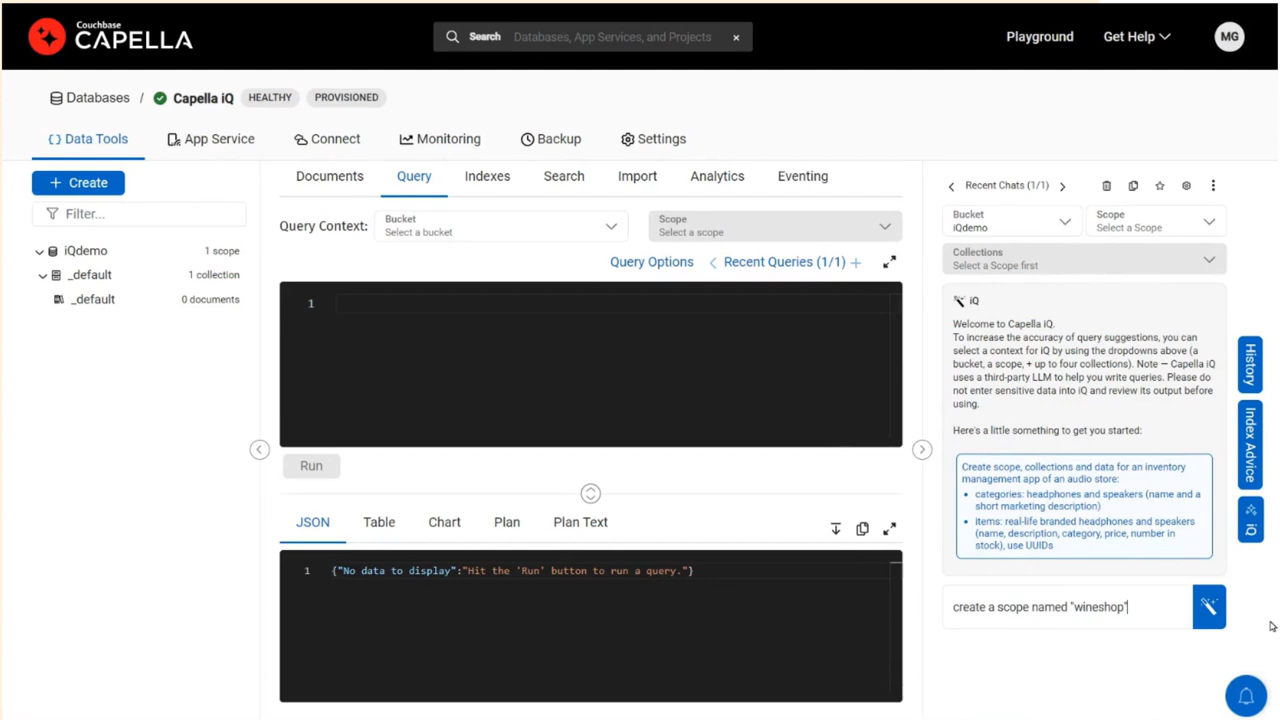 Couchbase
CAPELLA
Search Databases, App Services, and Projects ×
Playground
Get Help
MG
Databases / Capella iQ HEALTHY PROVISIONED
Data Tools
App Service
Connect
Monitoring
Backup
Settings
+ Create
Filter...
iQdemo 1 scope
_default 1 collection
_default 0 documents
Documents
Query
Indexes
Search
Import
Analytics
Eventing
Query Context:
Bucket
Select a bucket
Scope
Select a scope
Query Options
Recent Queries (1/1) +
1
Run
JSON
Table
Chart
Plan
Plan Text
1 {"No data to display":"Hit the 'Run' button to run a query."}
Recent Chats (1/1)
Bucket
iQdemo
Scope
Select a Scope
Collections
Select a Scope first
iQ
Welcome to Capella iQ.
To increase the accuracy of query suggestions, you can
select a context for iQ by using the dropdowns above (a
bucket, a scope, + up to four collections). Note — Capella iQ
uses a third-party LLM to help you write queries. Please do
not enter sensitive data into iQ and review its output before
using.
Here's a little something to get you started:
Create scope, collections and data for an inventory
management app of an audio store:
• categories: headphones and speakers (name and a
short marketing description)
• items: real-life branded headphones and speakers
(name, description, category, price, number in
stock), use UUIDs
create a scope named "wineshop"
History
Index Advice
iQ